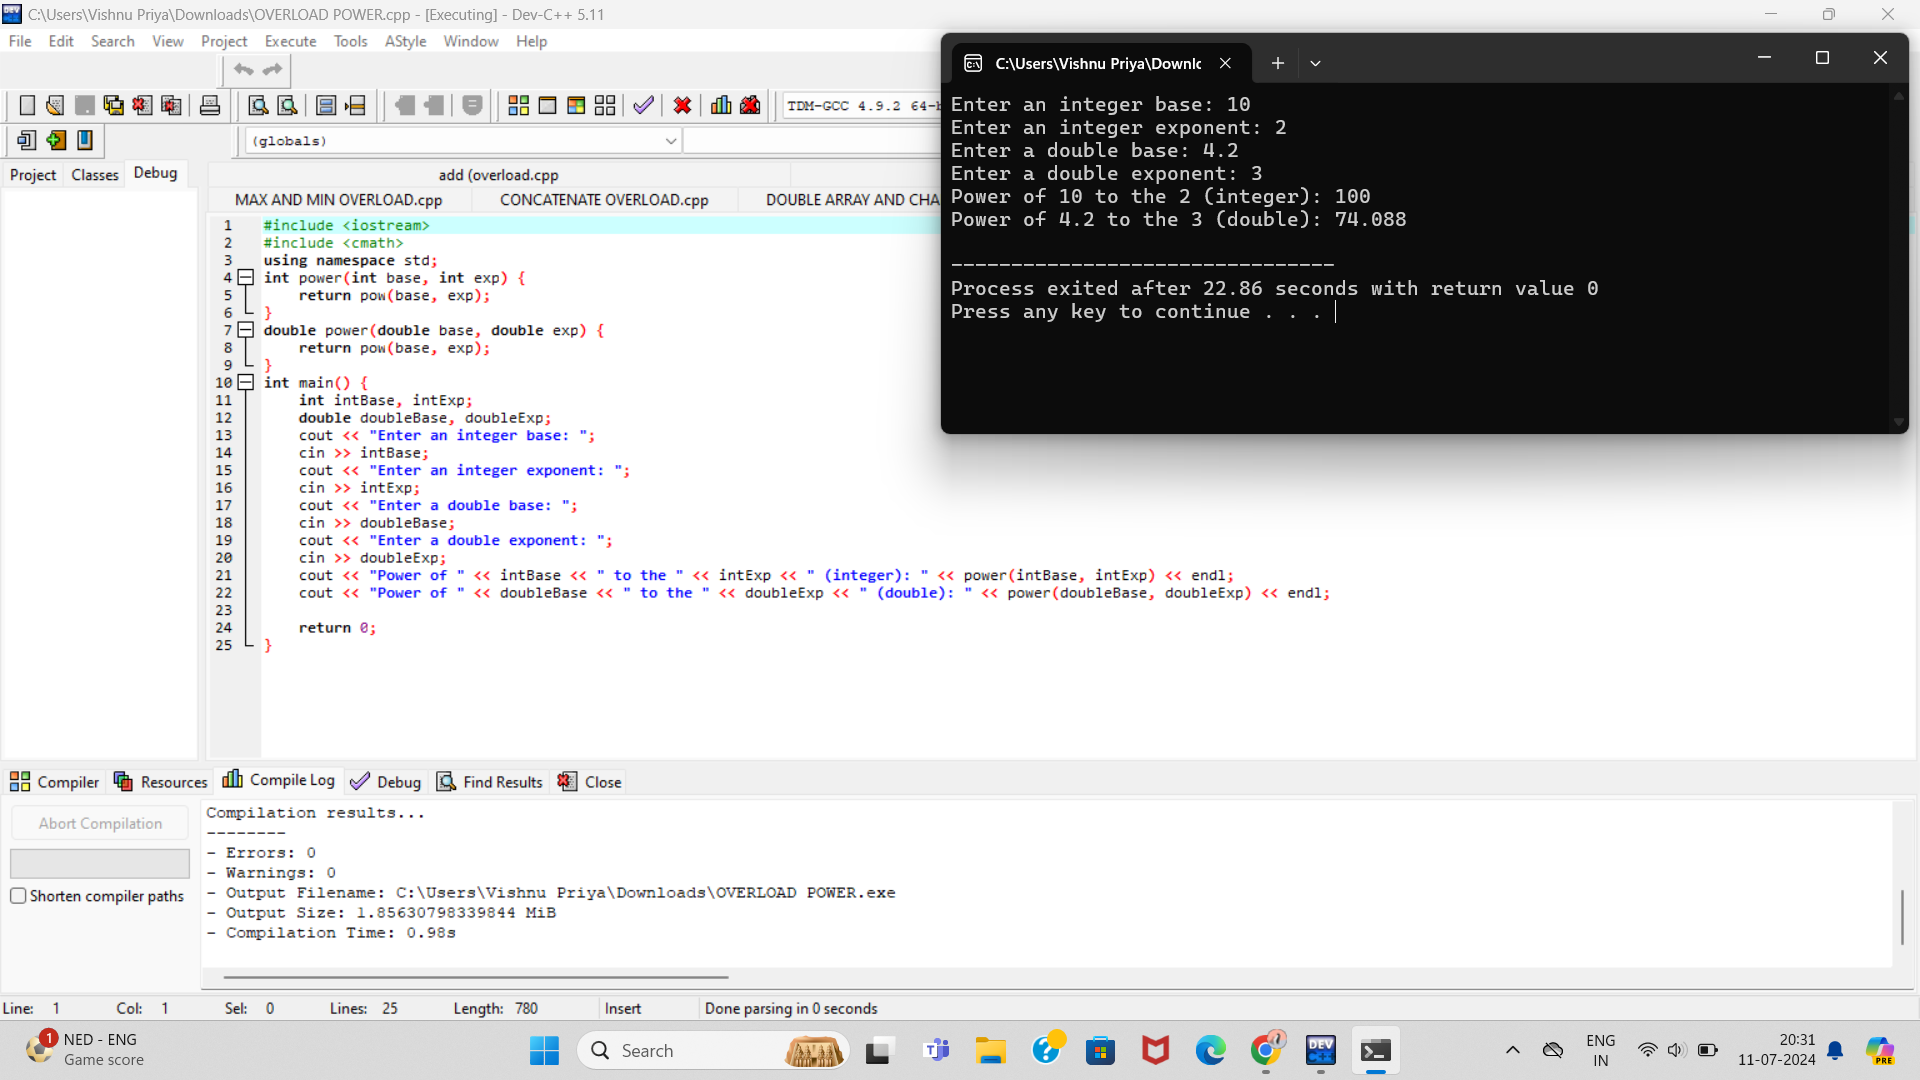 C:\Users\Vishnu Priya\Downloads\OVERLOAD POWER.cpp - [Executing] - Dev-C++ 5.11
File Edit Search View Project Execute Tools AStyle Window Help
TDM-GCC 4.9.2 64-
(globals)
Project Classes Debug
add (overload.cpp
MAX AND MIN OVERLOAD.cpp CONCATENATE OVERLOAD.cpp DOUBLE ARRAY AND CHA
1 #include <iostream>
2 #include <cmath>
3 using namespace std;
4 int power(int base, int exp) {
5 return pow(base, exp);
6 }
7 double power(double base, double exp) {
8 return pow(base, exp);
9 }
10 int main() {
11 int intBase, intExp;
12 double doubleBase, doubleExp;
13 cout << "Enter an integer base: ";
14 cin >> intBase;
15 cout << "Enter an integer exponent: ";
16 cin >> intExp;
17 cout << "Enter a double base: ";
18 cin >> doubleBase;
19 cout << "Enter a double exponent: ";
20 cin >> doubleExp;
21 cout << "Power of " << intBase << " to the " << intExp << " (integer): " << power(intBase, intExp) << endl;
22 cout << "Power of " << doubleBase << " to the " << doubleExp << " (double): " << power(doubleBase, doubleExp) << endl;
23
24 return 0;
25 }
C:\Users\Vishnu Priya\Downlc
Enter an integer base: 10
Enter an integer exponent: 2
Enter a double base: 4.2
Enter a double exponent: 3
Power of 10 to the 2 (integer): 100
Power of 4.2 to the 3 (double): 74.088
--------------------------------
Process exited after 22.86 seconds with return value 0
Press any key to continue . . .
Compiler Resources Compile Log Debug Find Results Close
Abort Compilation
Shorten compiler paths
Compilation results...
--------
- Errors: 0
- Warnings: 0
- Output Filename: C:\Users\Vishnu Priya\Downloads\OVERLOAD POWER.exe
- Output Size: 1.85630798339844 MiB
- Compilation Time: 0.98s
Line: 1 Col: 1 Sel: 0 Lines: 25 Length: 780 Insert Done parsing in 0 seconds
1
NED - ENG
Game score
Search
DEV
PRE
ENG
IN
20:31
11-07-2024